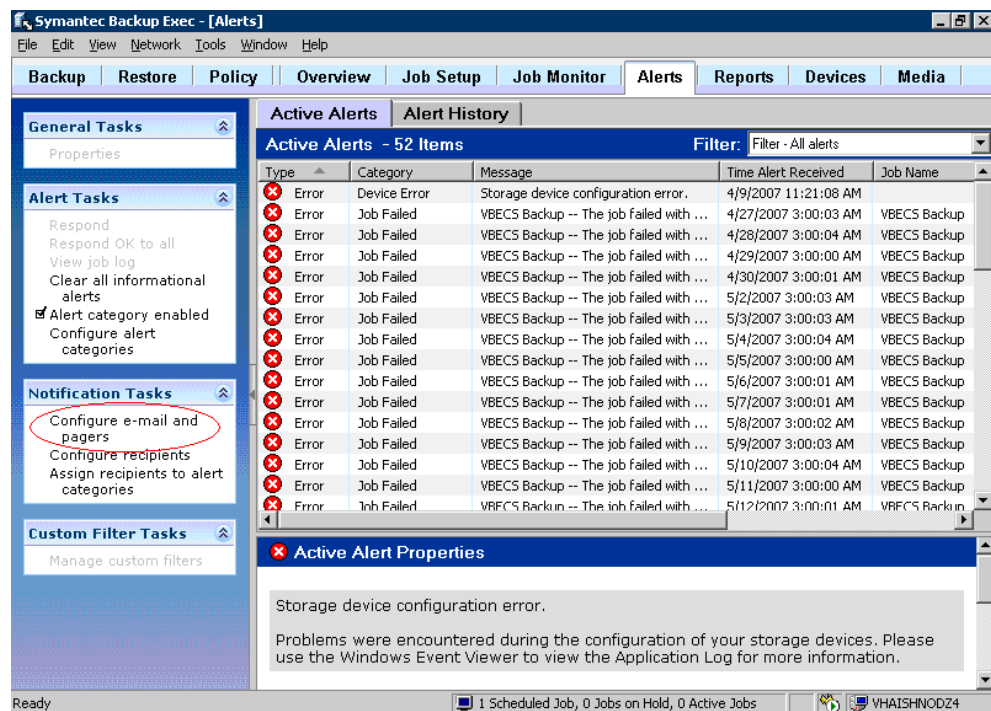 Symantec Backup Exec - [Alerts]
File Edit View Network Tools Window Help
Backup Restore Policy Overview Job Setup Job Monitor Alerts Reports Devices Media
General Tasks
Properties
Alert Tasks
Respond
Respond OK to all
View job log
Clear all informational
alerts
Alert category enabled
Configure alert
categories
Notification Tasks
Configure e-mail and
pagers
Configure recipients
Assign recipients to alert
categories
Custom Filter Tasks
Manage custom filters
Active Alerts Alert History
Active Alerts - 52 Items Filter: Filter - All alerts
Type Category Message Time Alert Received Job Name
Error Device Error Storage device configuration error. 4/9/2007 11:21:08 AM
Error Job Failed VBECS Backup -- The job failed with ... 4/27/2007 3:00:03 AM VBECS Backup
Error Job Failed VBECS Backup -- The job failed with ... 4/28/2007 3:00:04 AM VBECS Backup
Error Job Failed VBECS Backup -- The job failed with ... 4/29/2007 3:00:00 AM VBECS Backup
Error Job Failed VBECS Backup -- The job failed with ... 4/30/2007 3:00:01 AM VBECS Backup
Error Job Failed VBECS Backup -- The job failed with ... 5/2/2007 3:00:03 AM VBECS Backup
Error Job Failed VBECS Backup -- The job failed with ... 5/3/2007 3:00:03 AM VBECS Backup
Error Job Failed VBECS Backup -- The job failed with ... 5/4/2007 3:00:04 AM VBECS Backup
Error Job Failed VBECS Backup -- The job failed with ... 5/5/2007 3:00:00 AM VBECS Backup
Error Job Failed VBECS Backup -- The job failed with ... 5/6/2007 3:00:01 AM VBECS Backup
Error Job Failed VBECS Backup -- The job failed with ... 5/7/2007 3:00:01 AM VBECS Backup
Error Job Failed VBECS Backup -- The job failed with ... 5/8/2007 3:00:02 AM VBECS Backup
Error Job Failed VBECS Backup -- The job failed with ... 5/9/2007 3:00:03 AM VBECS Backup
Error Job Failed VBECS Backup -- The job failed with ... 5/10/2007 3:00:04 AM VBECS Backup
Error Job Failed VBECS Backup -- The job failed with ... 5/11/2007 3:00:00 AM VBECS Backup
Error Job Failed VBECS Backup -- The job failed with ... 5/12/2007 3:00:01 AM VBECS Backup
Active Alert Properties
Storage device configuration error.
Problems were encountered during the configuration of your storage devices. Please
use the Windows Event Viewer to view the Application Log for more information.
Ready 1 Scheduled Job, 0 Jobs on Hold, 0 Active Jobs VHAISHNODZ4